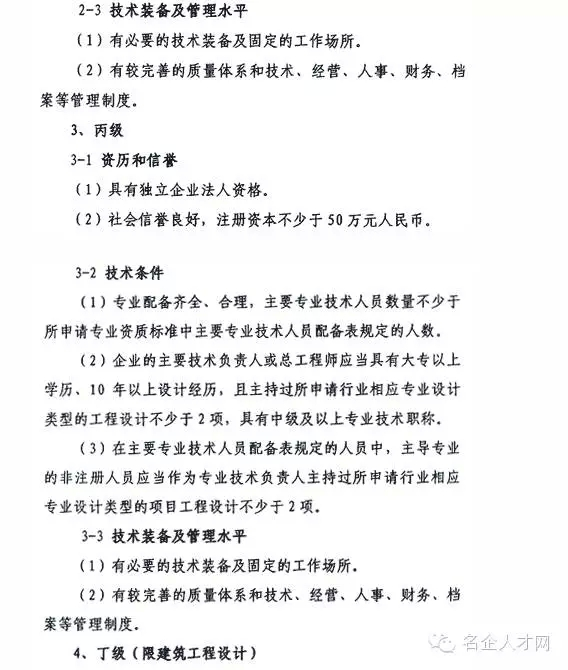 2-3 技术装备及管理水平
（1）有必要的技术装备及固定的工作场所。
（2）有较完善的质量体系和技术、经营、人事、财务、档
案等管理制度。
3、丙级
3-1 资历和信誉
（1）具有独立企业法人资格。
（2）社会信誉良好，注册资本不少于 50 万元人民币。
3-2 技术条件
（1）专业配备齐全、合理，主要专业技术人员数量不少于
所申请专业资质标准中主要专业技术人员配备表规定的人数。
（2）企业的主要技术负责人或总工程师应当具有大专以上
学历、10 年以上设计经历，且主持过所申请行业相应专业设计
类型的工程设计不少于 2 项，具有中级及以上专业技术职称。
（3）在主要专业技术人员配备表规定的人员中，主导专业
的非注册人员应当作为专业技术负责人主持过所申请行业相应
专业设计类型的项目工程设计不少于 2 项。
3-3 技术装备及管理水平
（1）有必要的技术装备及固定的工作场所。
（2）有较完善的质量体系和技术、经营、人事、财务、档
案等管理制度。
4、丁级（限建筑工程设计）
名企人才网